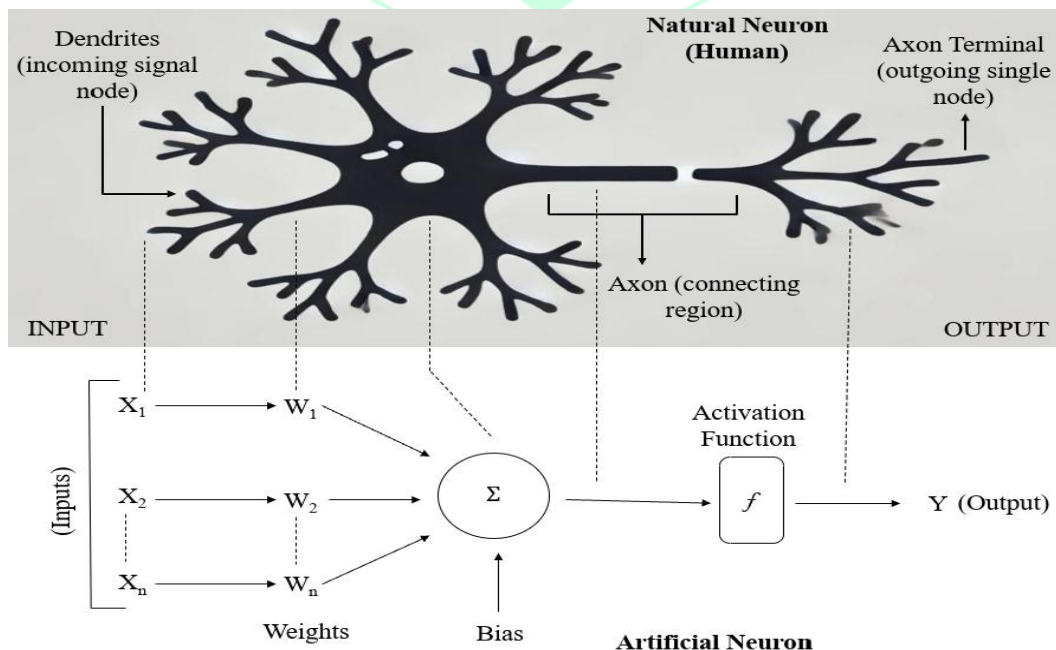 Natural Neuron
(Human)
Dendrites
(incoming signal
node)
Axon Terminal
(outgoing single
node)
Axon (connecting
region)
INPUT
OUTPUT
X1
W1
Activation
Function
(Inputs)
X2
W2
Σ
f
Y (Output)
Xn
Wn
Weights
Bias
Artificial Neuron